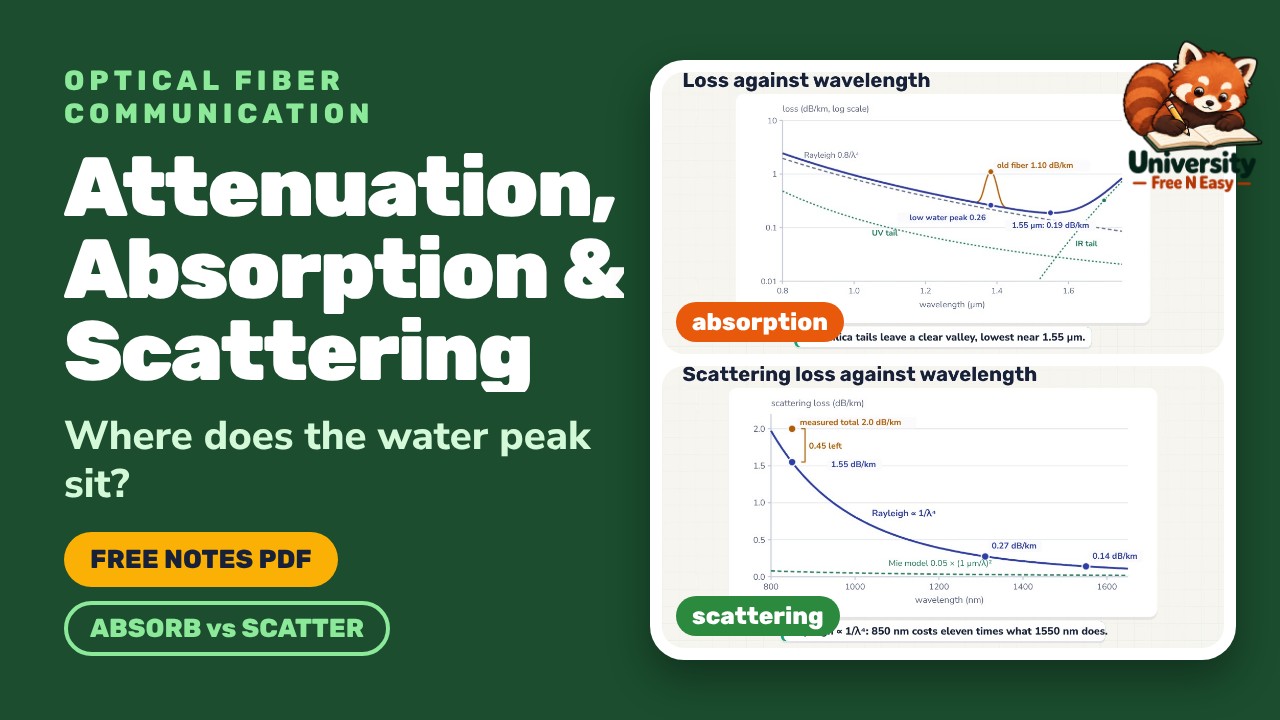 OPTICAL FIBER
COMMUNICATION
Attenuation,
Absorption &
Scattering
Where does the water peak
sit?
FREE NOTES PDF
ABSORB vs SCATTER
Loss against wavelength
loss (dB/km, log scale)
10
1
0.1
0.01
Rayleigh 0.8/λ⁴
old fiber 1.10 dB/km
low water peak 0.26
1.55 µm: 0.19 dB/km
UV tail
IR tail
0.8 1.0 1.2 1.4 1.6
wavelength (µm)
absorption
tails leave a clear valley, lowest near 1.55 µm.
Scattering loss against wavelength
scattering loss (dB/km)
2.0
1.5
1.0
0.5
0.0
measured total 2.0 dB/km
0.45 left
1.55 dB/km
Rayleigh ∝ 1/λ⁴
0.27 dB/km
0.14 dB/km
Mie model 0.05 × (1 µm/λ)²
800 1000 1200 1400 1600
wavelength (nm)
scattering
∝ 1/λ⁴: 850 nm costs eleven times what 1550 nm does.
University
Free N Easy